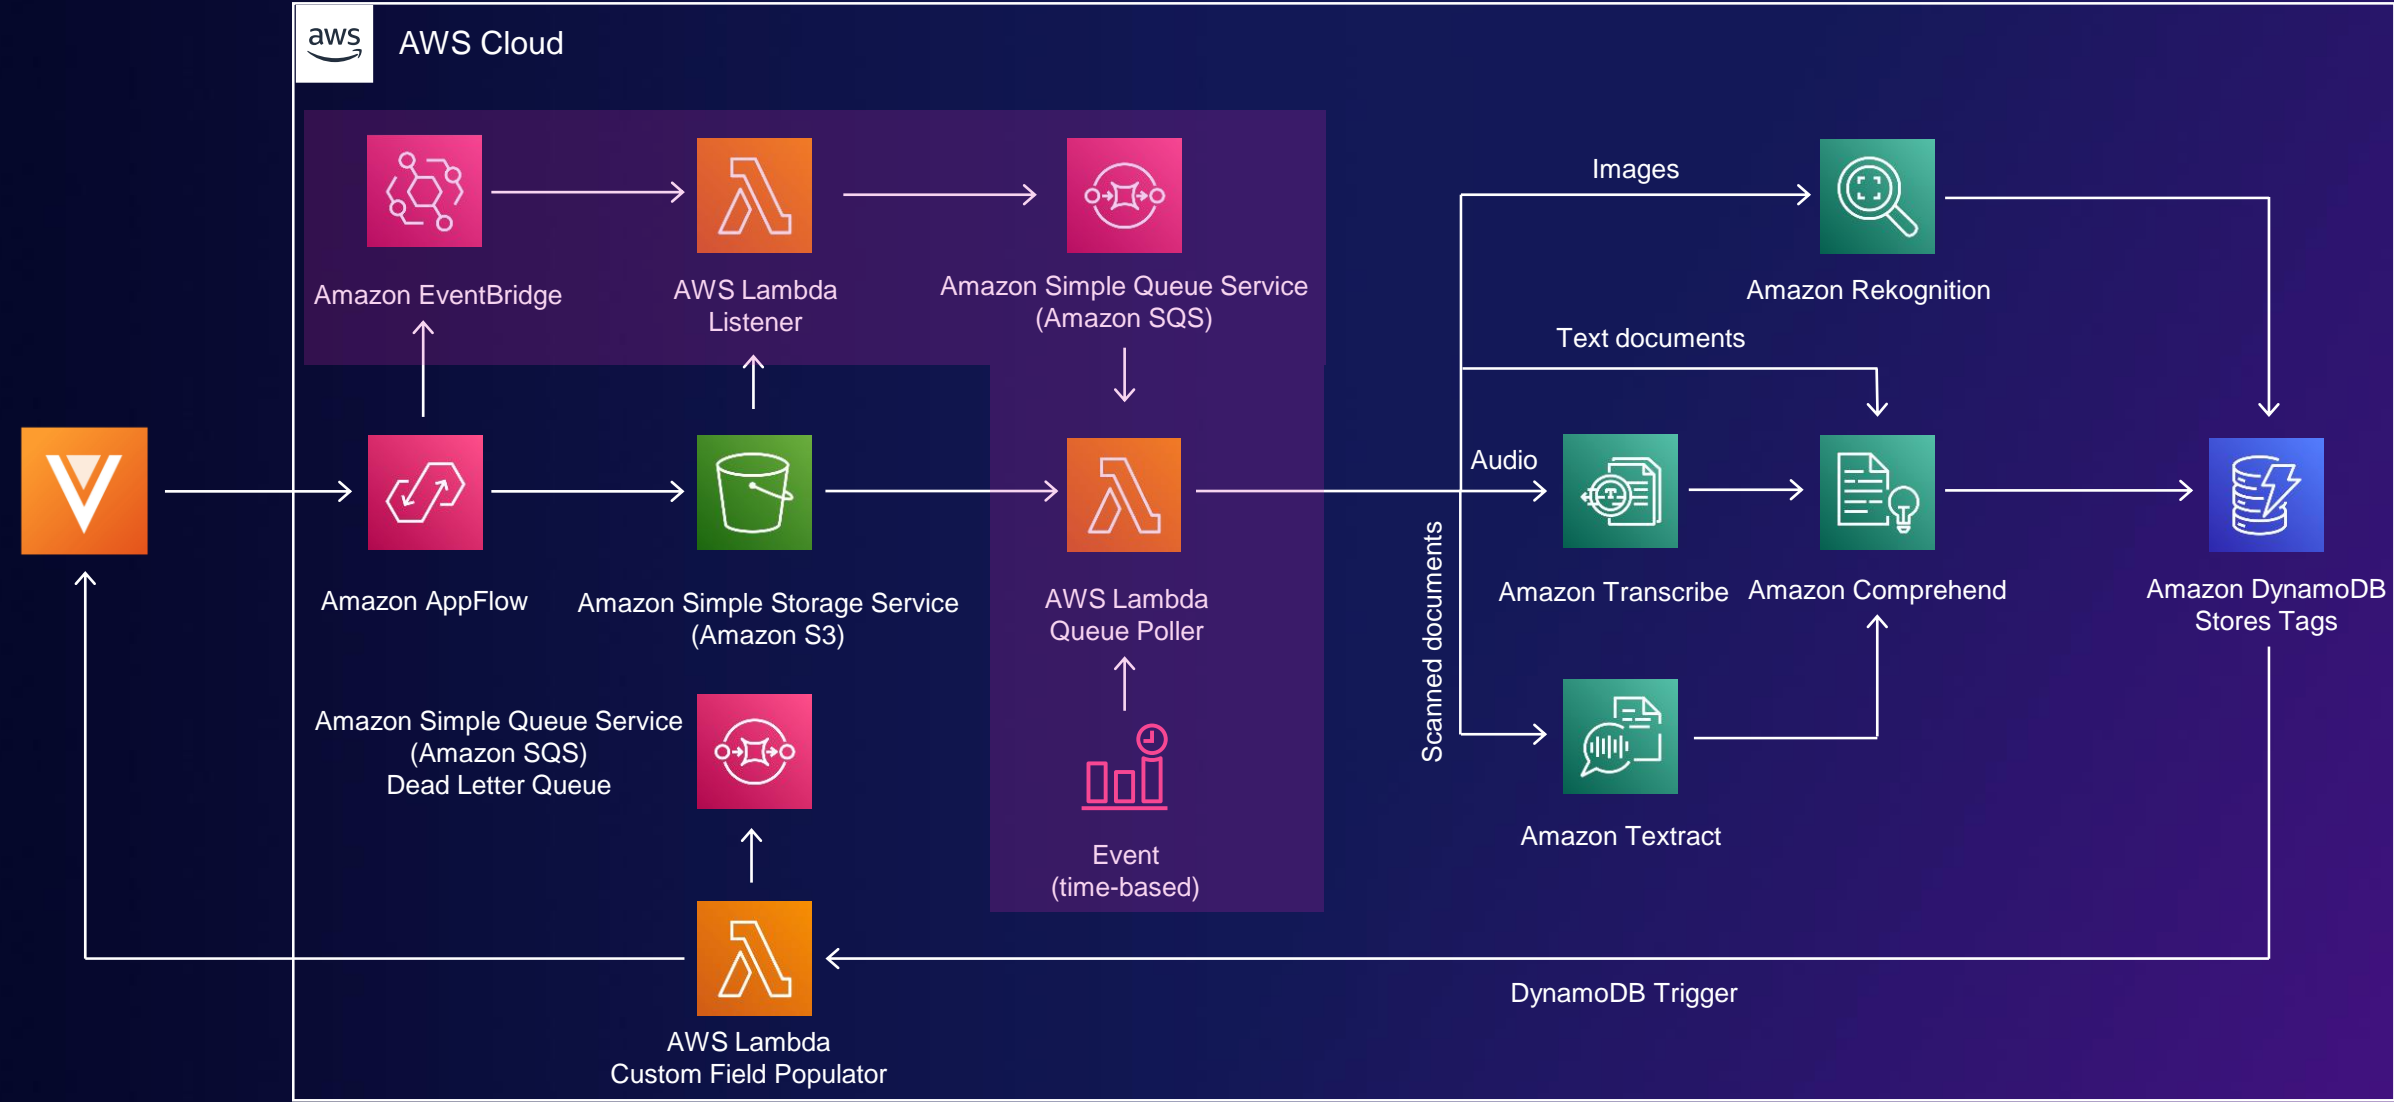 aws
AWS Cloud
Amazon EventBridge
AWS Lambda
Listener
Amazon Simple Queue Service
(Amazon SQS)
Images
Amazon Rekognition
Text documents
Audio
Scanned documents
Amazon AppFlow
Amazon Simple Storage Service
(Amazon S3)
AWS Lambda
Queue Poller
Amazon Transcribe
Amazon Comprehend
Amazon DynamoDB
Stores Tags
Amazon Simple Queue Service
(Amazon SQS)
Dead Letter Queue
Event
(time-based)
Amazon Textract
DynamoDB Trigger
AWS Lambda
Custom Field Populator